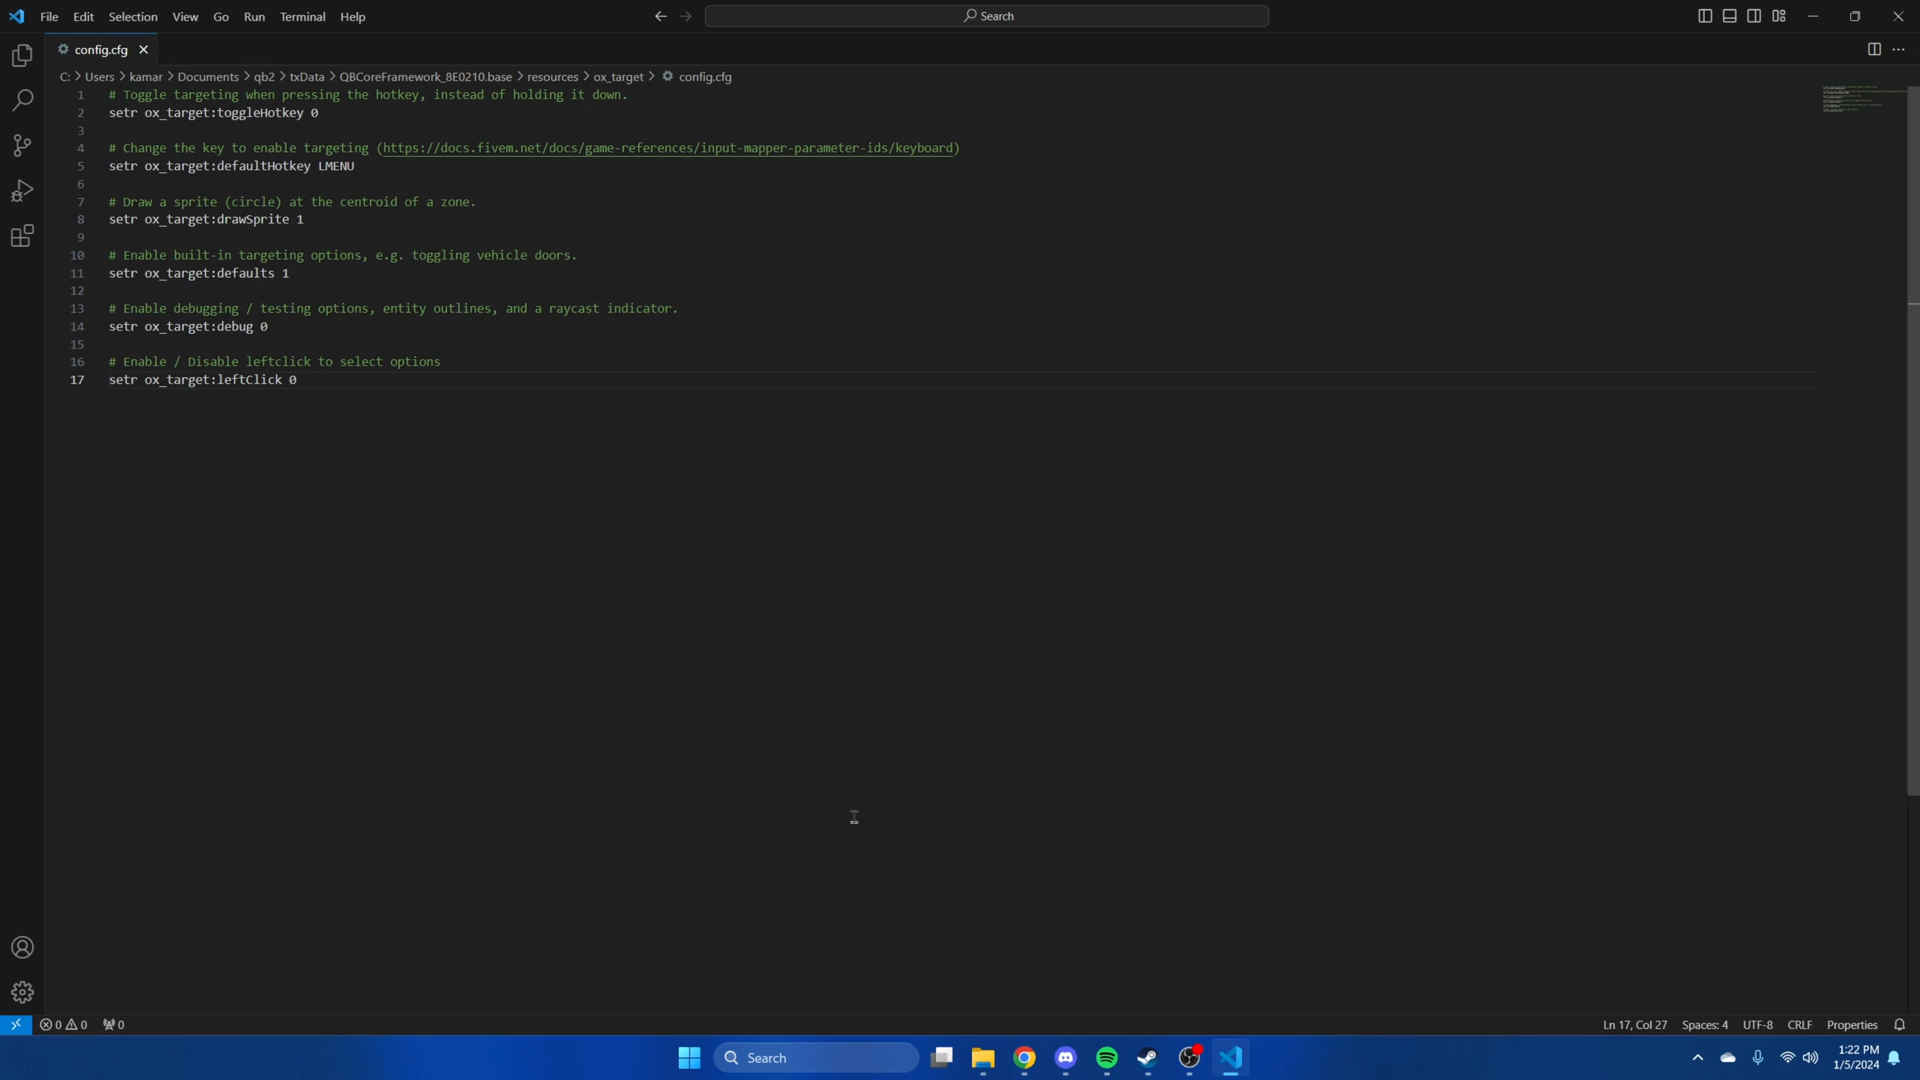 File Edit Selection View Go Run Terminal Help Search
config.cfg
C: > Users > kamar > Documents > qb2 > txData > QBCoreFramework_8E0210.base > resources > ox_target > config.cfg
1 # Toggle targeting when pressing the hotkey, instead of holding it down.
2 setr ox_target:toggleHotkey 0
3
4 # Change the key to enable targeting (https://docs.fivem.net/docs/game-references/input-mapper-parameter-ids/keyboard)
5 setr ox_target:defaultHotkey LMENU
6
7 # Draw a sprite (circle) at the centroid of a zone.
8 setr ox_target:drawSprite 1
9
10 # Enable built-in targeting options, e.g. toggling vehicle doors.
11 setr ox_target:defaults 1
12
13 # Enable debugging / testing options, entity outlines, and a raycast indicator.
14 setr ox_target:debug 0
15
16 # Enable / Disable leftclick to select options
17 setr ox_target:leftClick 0
0 0 0 Ln 17, Col 27 Spaces: 4 UTF-8 CRLF Properties
Search 1:22 PM
1/5/2024